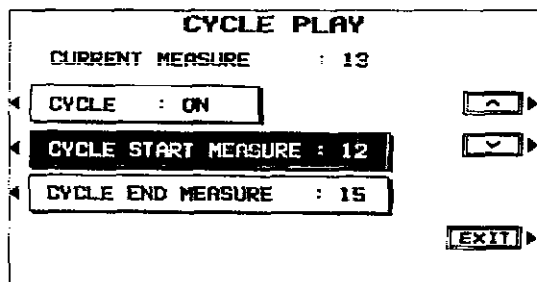 CYCLE PLAY
CURRENT MEASURE : 13
CYCLE : ON
CYCLE START MEASURE : 12
CYCLE END MEASURE : 15
EXIT